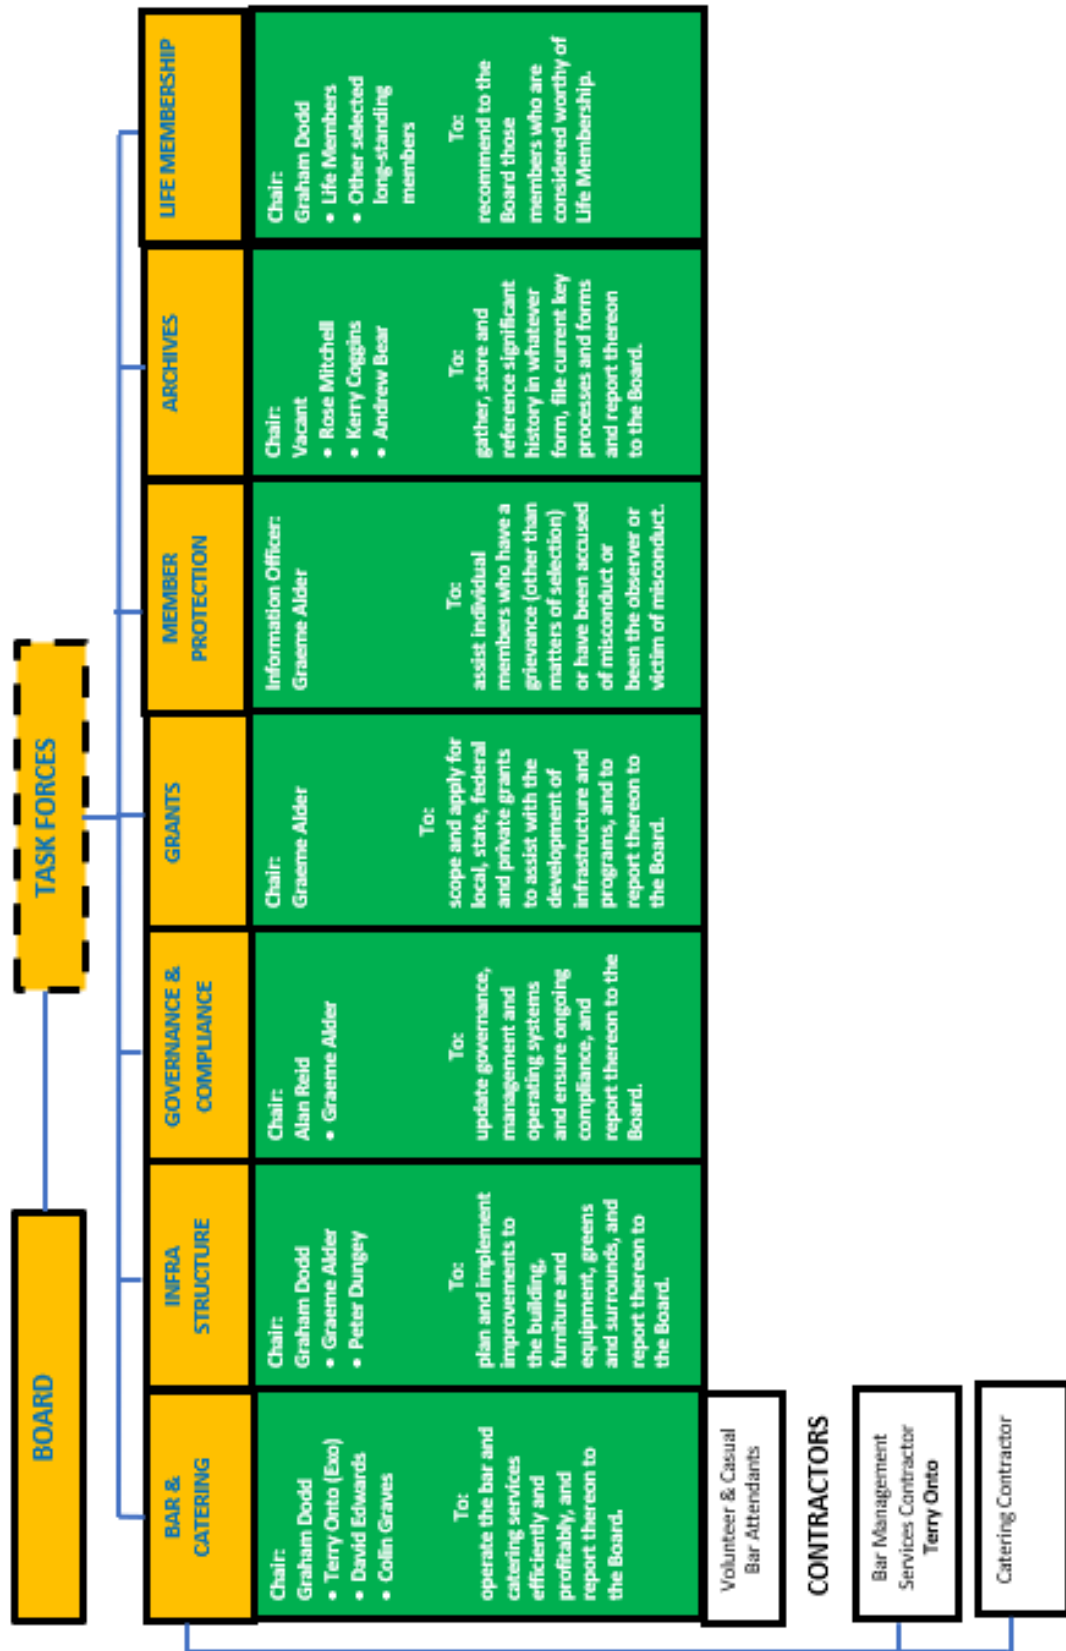 BOARD
TASK FORCES
BAR &
CATERING
Chair:
Graham Dodd
• Terry Onto (Exo)
• David Edwards
• Colin Graves
To:
operate the bar and
catering services
efficiently and
profitably, and
report thereon to
the Board.
Volunteer & Casual
Bar Attendants
CONTRACTORS
Bar Management
Services Contractor
Terry Onto
Catering Contractor
INFRA
STRUCTURE
Chair:
Graham Dodd
• Graeme Alder
• Peter Dungey
To:
plan and implement
improvements to
the building,
furniture and
equipment, greens
and surrounds, and
report thereon to
the Board.
GOVERNANCE &
COMPLIANCE
Chair:
Alan Reid
• Graeme Alder
To:
update governance,
management and
operating systems
and ensure ongoing
compliance, and
report thereon to the
Board.
GRANTS
Chair:
Graeme Alder
To:
scope and apply for
local, state, federal
and private grants
to assist with the
development of
infrastructure and
programs, and to
report thereon to
the Board.
MEMBER
PROTECTION
Information Officer:
Graeme Alder
To:
assist individual
members who have a
grievance (other than
matters of selection)
or have been accused
of misconduct or
been the observer or
victim of misconduct.
ARCHIVES
Chair:
Vacant
• Rose Mitchell
• Kerry Coggins
• Andrew Bear
To:
gather, store and
reference significant
history in whatever
form, file current key
processes and forms
and report thereon
to the Board.
LIFE MEMBERSHIP
Chair:
Graham Dodd
• Life Members
• Other selected
long-standing
members
To:
recommend to the
Board those
members who are
considered worthy of
Life Membership.